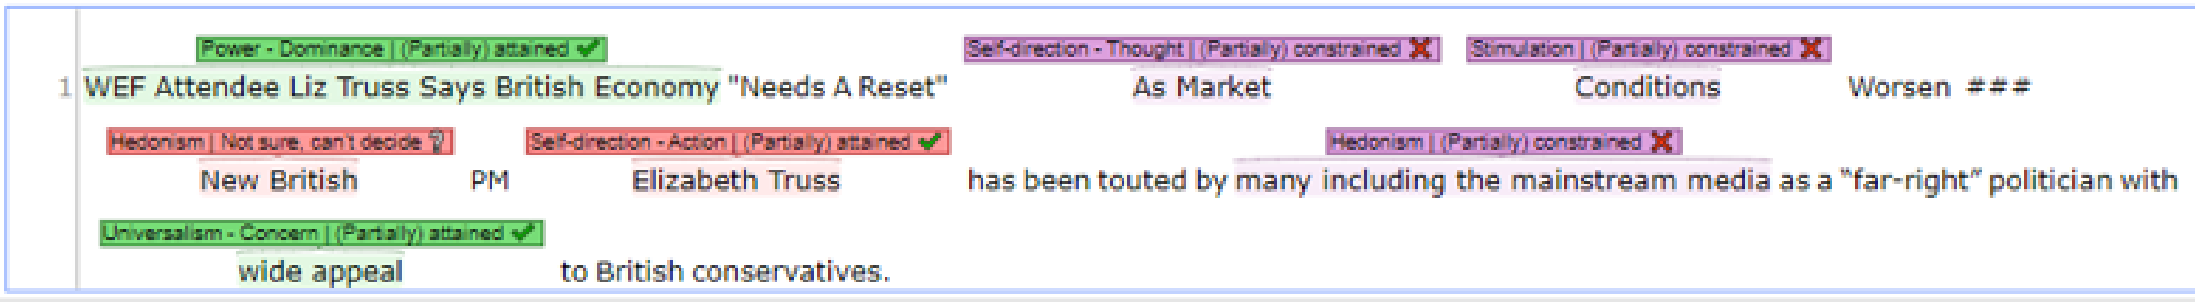 Power - Dominance | (Partially) attained ✔ Self-direction - Thought | (Partially) constrained ✖ Stimulation | (Partially) constrained ✖
1 WEF Attendee Liz Truss Says British Economy "Needs A Reset" As Market Conditions Worsen ###
Hedonism | Not sure, can't decide ? Self-direction - Action | (Partially) attained ✔ Hedonism | (Partially) constrained ✖
New British PM Elizabeth Truss has been touted by many including the mainstream media as a “far-right” politician with
Universalism - Concern | (Partially) attained ✔
wide appeal to British conservatives.